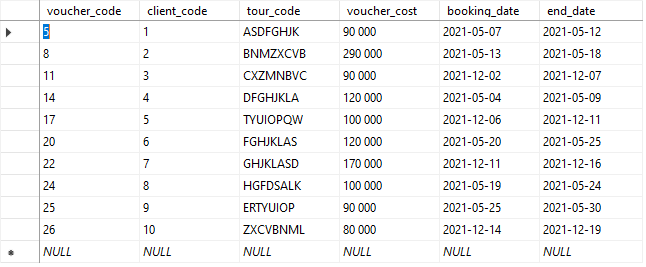 voucher_code client_code tour_code voucher_cost booking_date end_date
5 1 ASDFGHJK 90 000 2021-05-07 2021-05-12
8 2 BNMZXCVB 290 000 2021-05-13 2021-05-18
11 3 CXZMNBVC 90 000 2021-12-02 2021-12-07
14 4 DFGHJKLA 120 000 2021-05-04 2021-05-09
17 5 TYUIOPQW 100 000 2021-12-06 2021-12-11
20 6 FGHJKLAS 120 000 2021-05-20 2021-05-25
22 7 GHJKLASD 170 000 2021-12-11 2021-12-16
24 8 HGFDSALK 100 000 2021-05-19 2021-05-24
25 9 ERTYUIOP 90 000 2021-05-25 2021-05-30
26 10 ZXCVBNML 80 000 2021-12-14 2021-12-19
NULL NULL NULL NULL NULL NULL